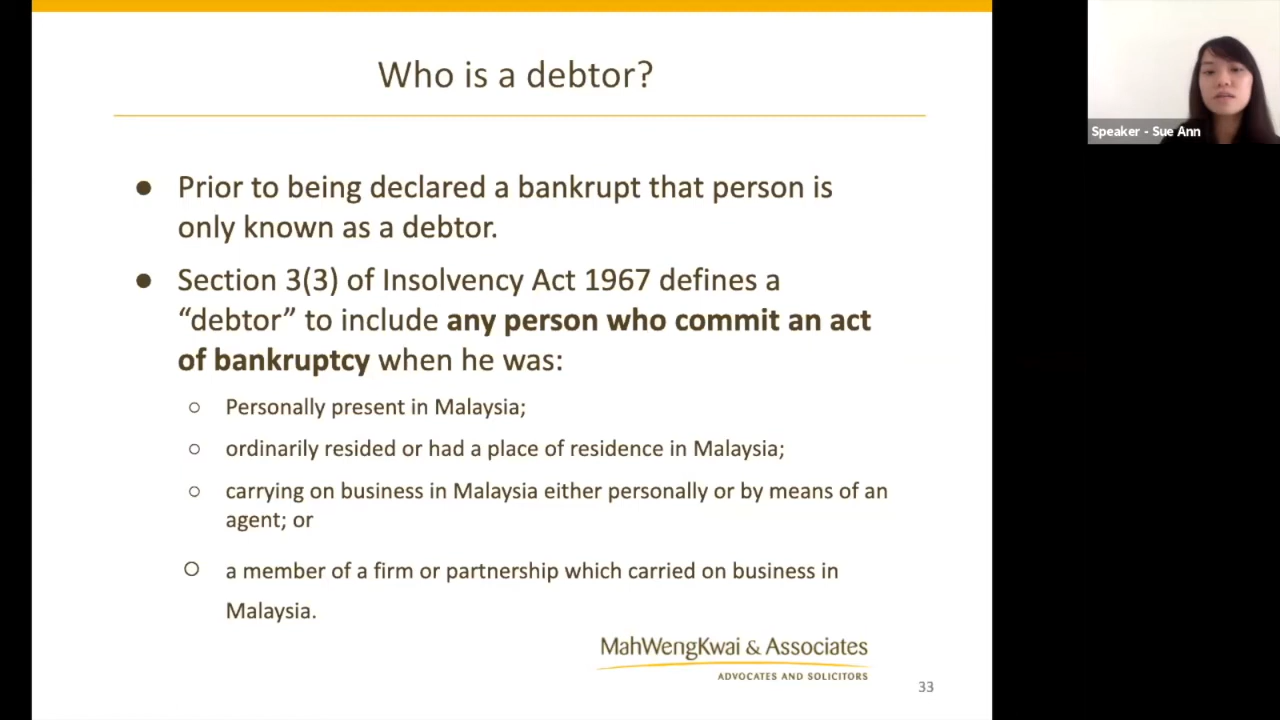 Who is a debtor?
● Prior to being declared a bankrupt that person is
only known as a debtor.
● Section 3(3) of Insolvency Act 1967 defines a
“debtor” to include any person who commit an act
of bankruptcy when he was:
○ Personally present in Malaysia;
○ ordinarily resided or had a place of residence in Malaysia;
○ carrying on business in Malaysia either personally or by means of an
agent; or
○ a member of a firm or partnership which carried on business in
Malaysia.
MahWengKwai & Associates
ADVOCATES AND SOLICITORS
33
Speaker - Sue Ann